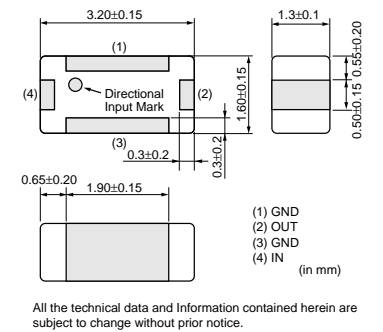 3.20±0.15
1.3±0.1
(1)
0.55±0.20
(4)
Directional
Input Mark
(2)
1.60±0.15
0.50±0.15
(3)
0.3±0.2
0.3±0.2
0.65±0.20
1.90±0.15
(1) GND
(2) OUT
(3) GND
(4) IN
(in mm)
All the technical data and Information contained herein are
subject to change without prior notice.